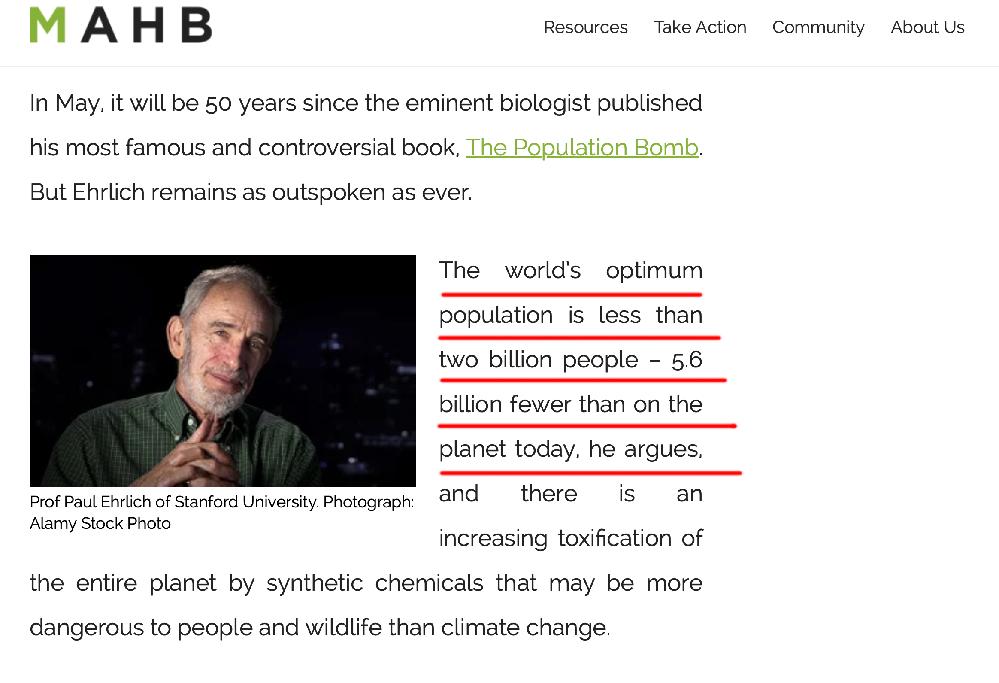 MAHB
Resources Take Action Community About Us
In May, it will be 50 years since the eminent biologist published
his most famous and controversial book, The Population Bomb.
But Ehrlich remains as outspoken as ever.
The world's optimum
population is less than
two billion people – 5.6
billion fewer than on the
planet today, he argues,
and there is an
increasing toxification of
the entire planet by synthetic chemicals that may be more
dangerous to people and wildlife than climate change.
Prof Paul Ehrlich of Stanford University. Photograph:
Alamy Stock Photo